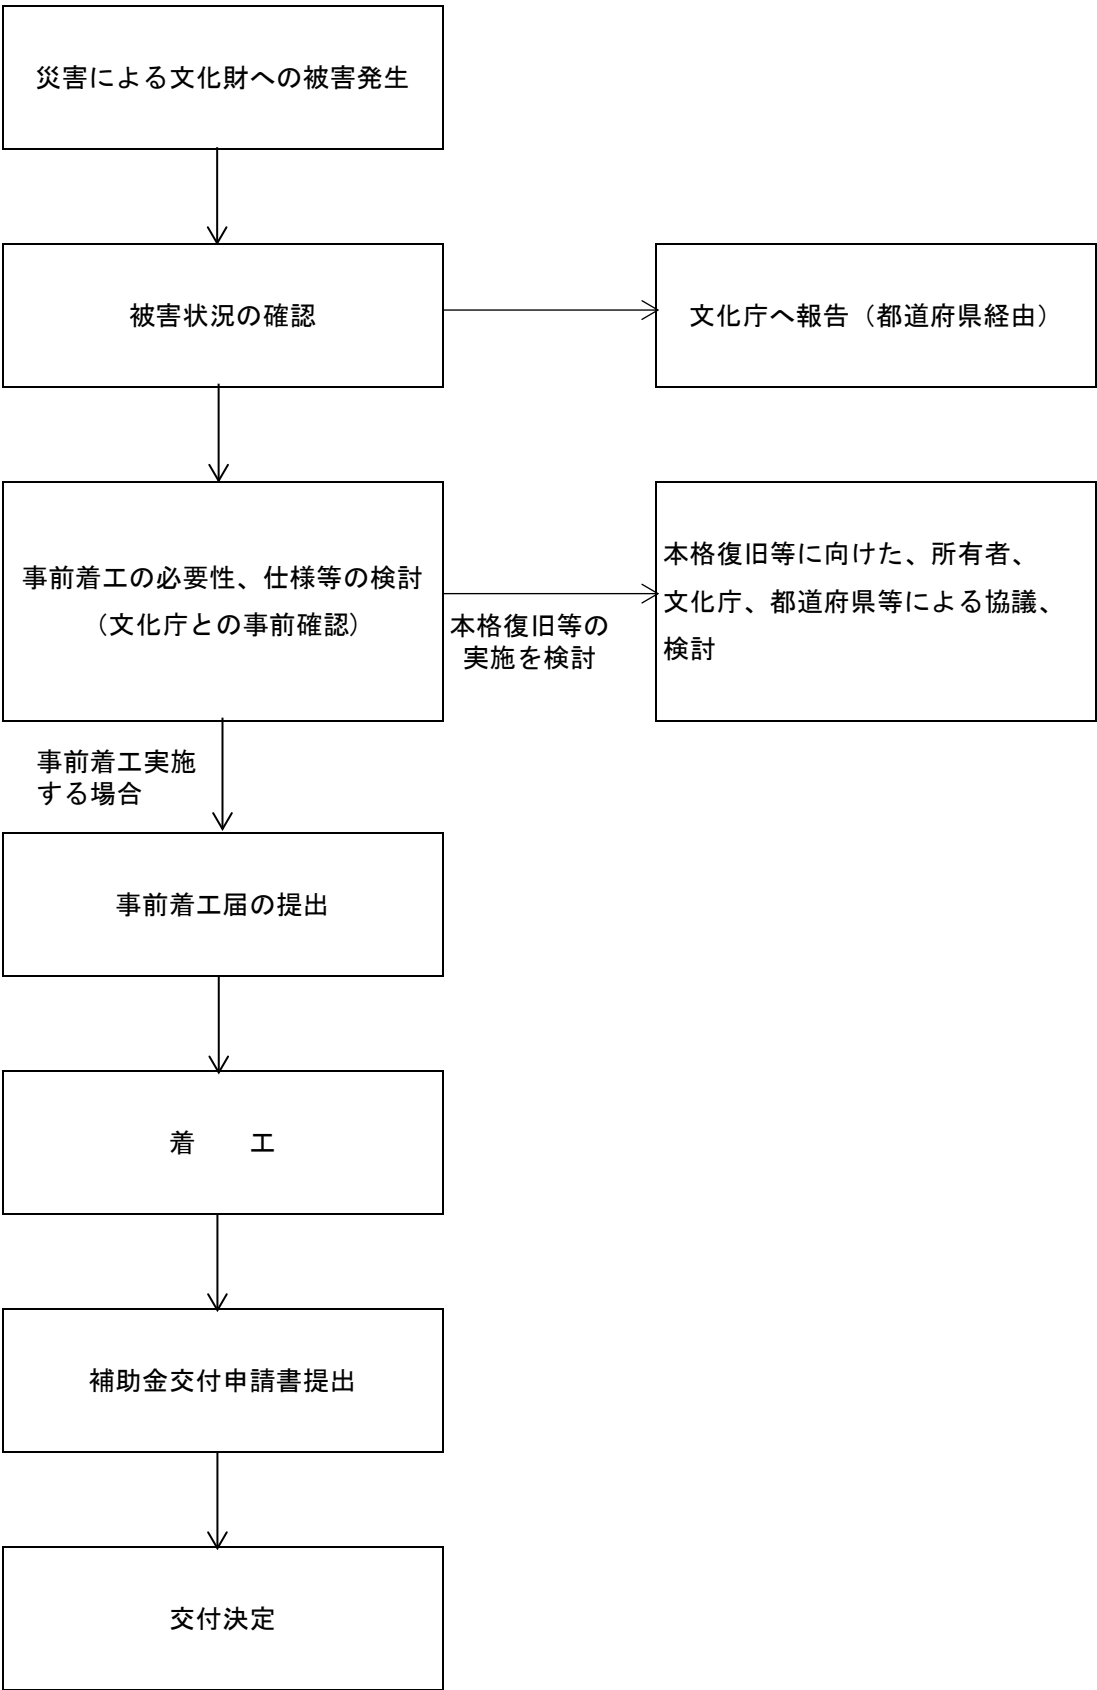 災害による文化財への被害発生
被害状況の確認
文化庁へ報告（都道府県経由）
事前着工の必要性、仕様等の検討
（文化庁との事前確認）
本格復旧等の
実施を検討
本格復旧等に向けた、所有者、
文化庁、都道府県等による協議、
検討
事前着工実施
する場合
事前着工届の提出
着　　工
補助金交付申請書提出
交付決定